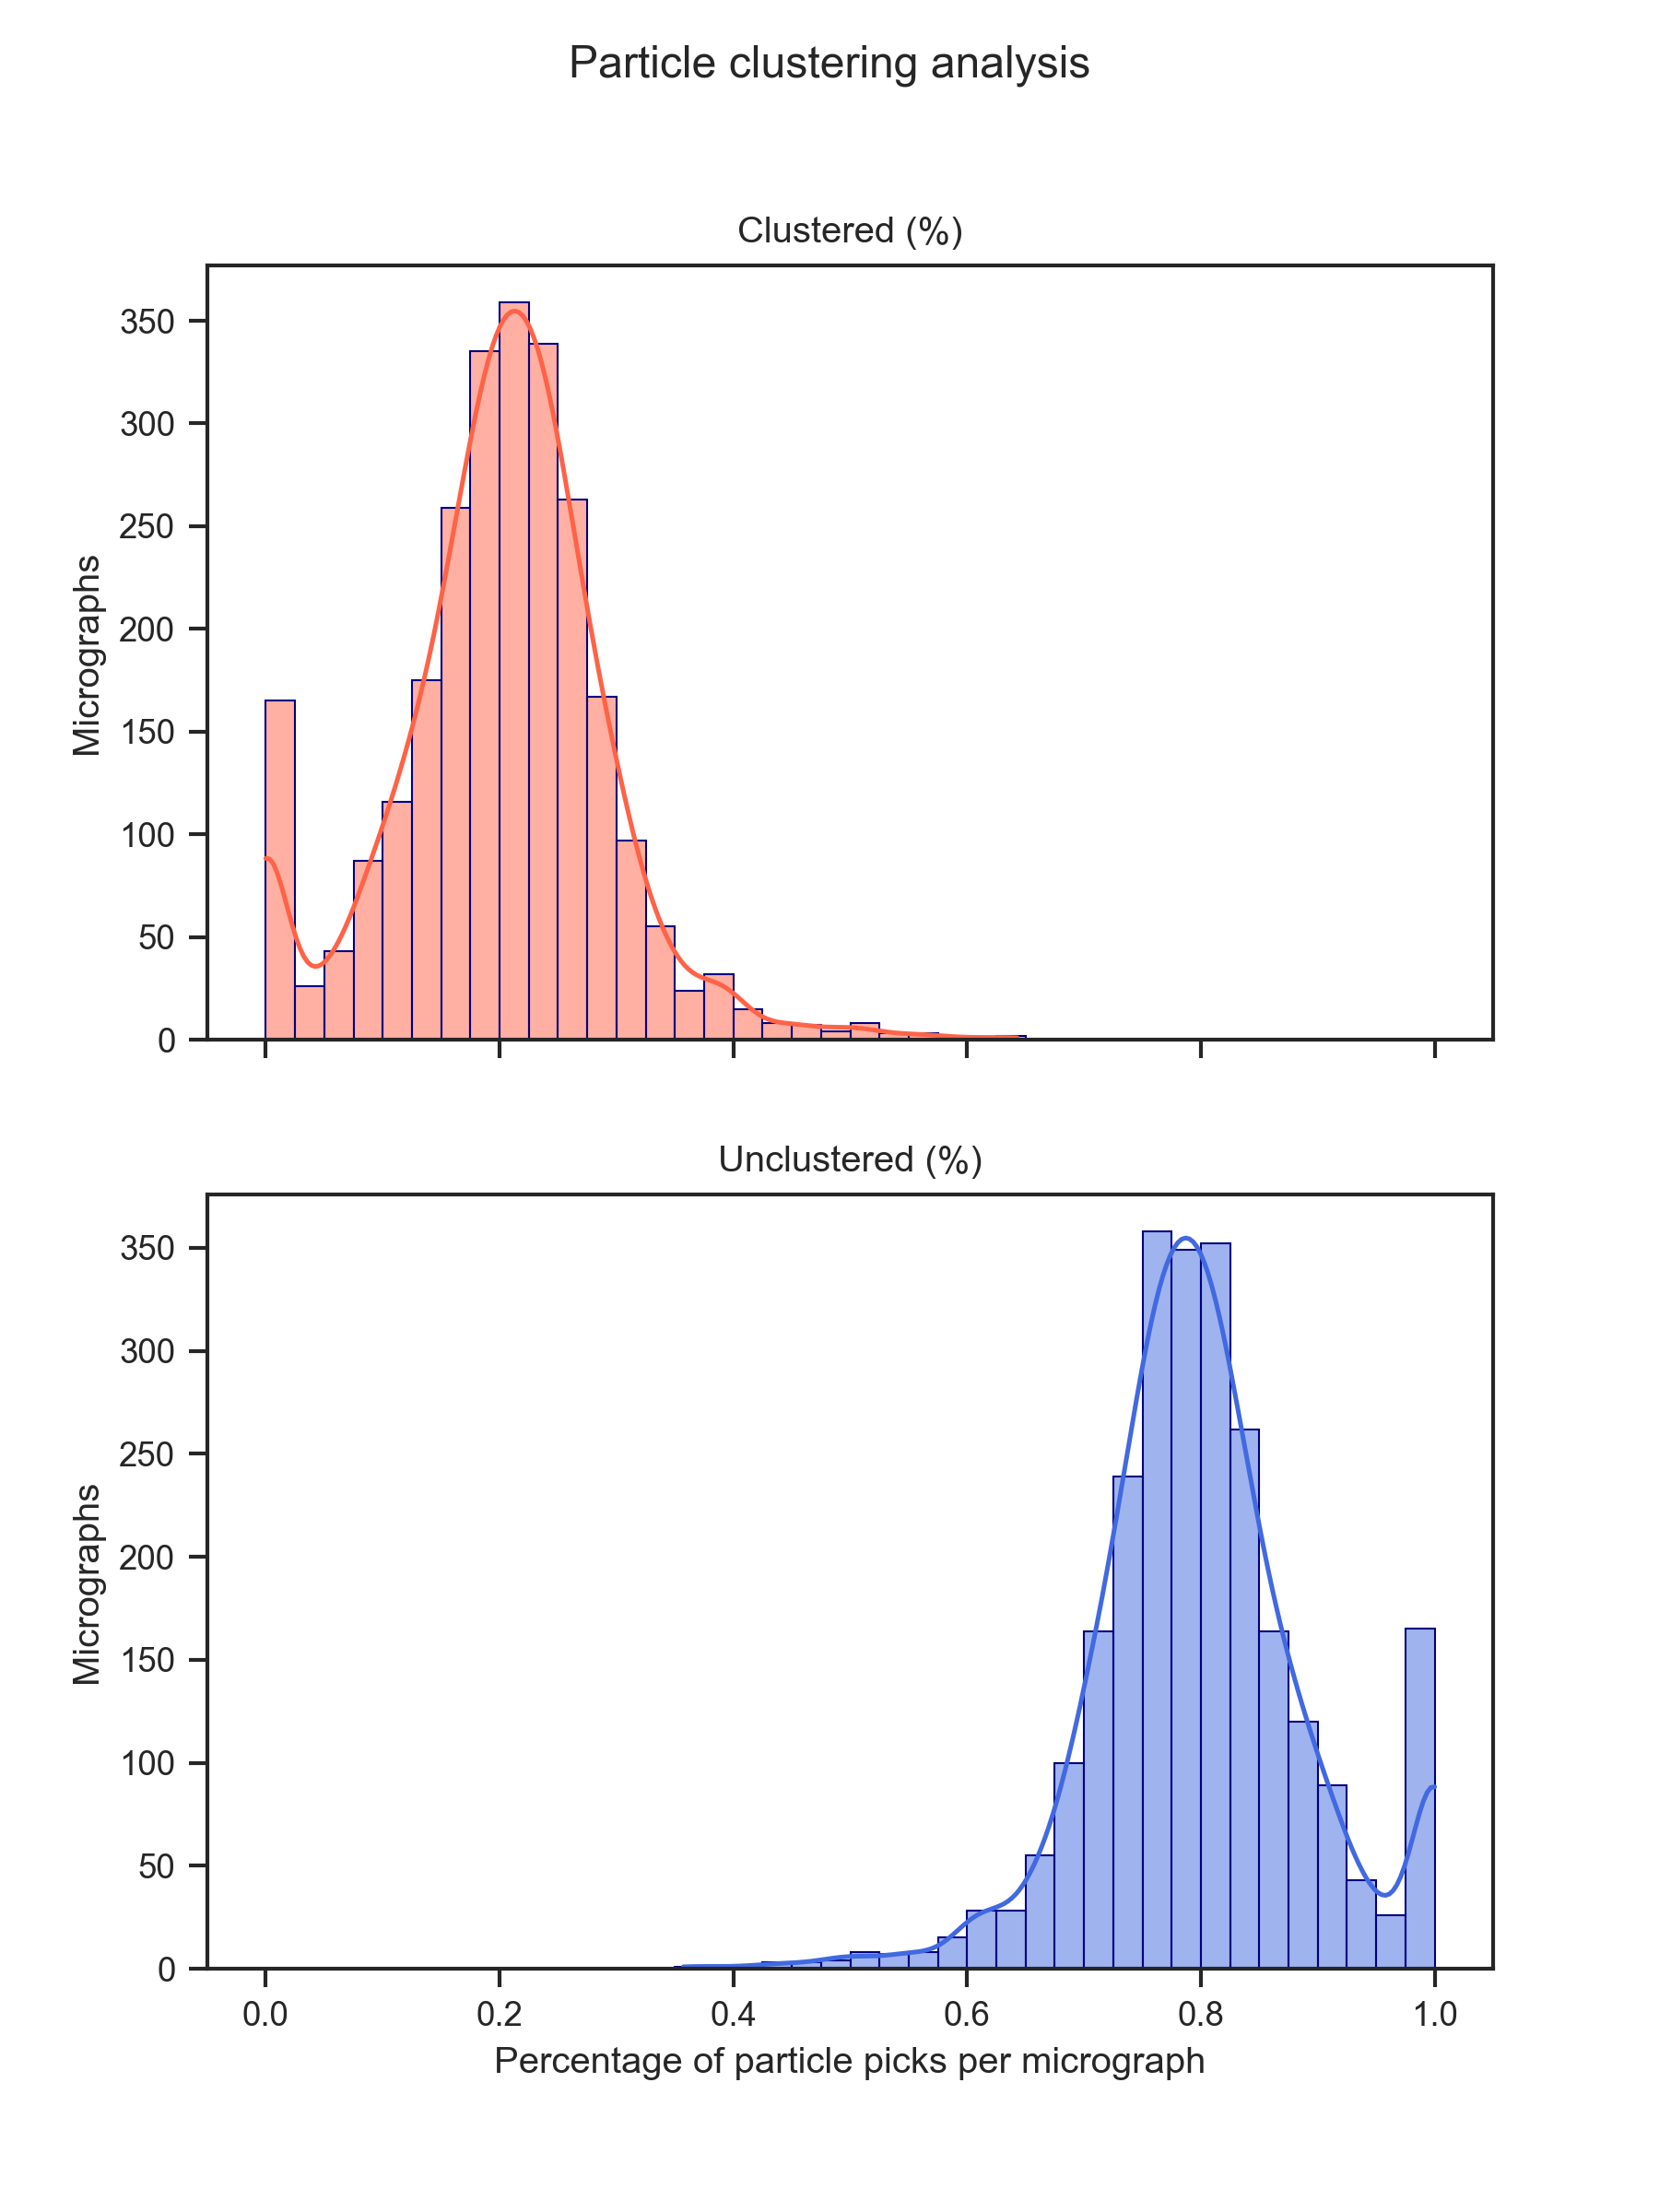 Particle clustering analysis
Clustered (%)
350
300
250
200
150
100
50
0
Micrographs
Unclustered (%)
350
300
250
200
150
100
50
0
Micrographs
0.0 0.2 0.4 0.6 0.8 1.0
Percentage of particle picks per micrograph